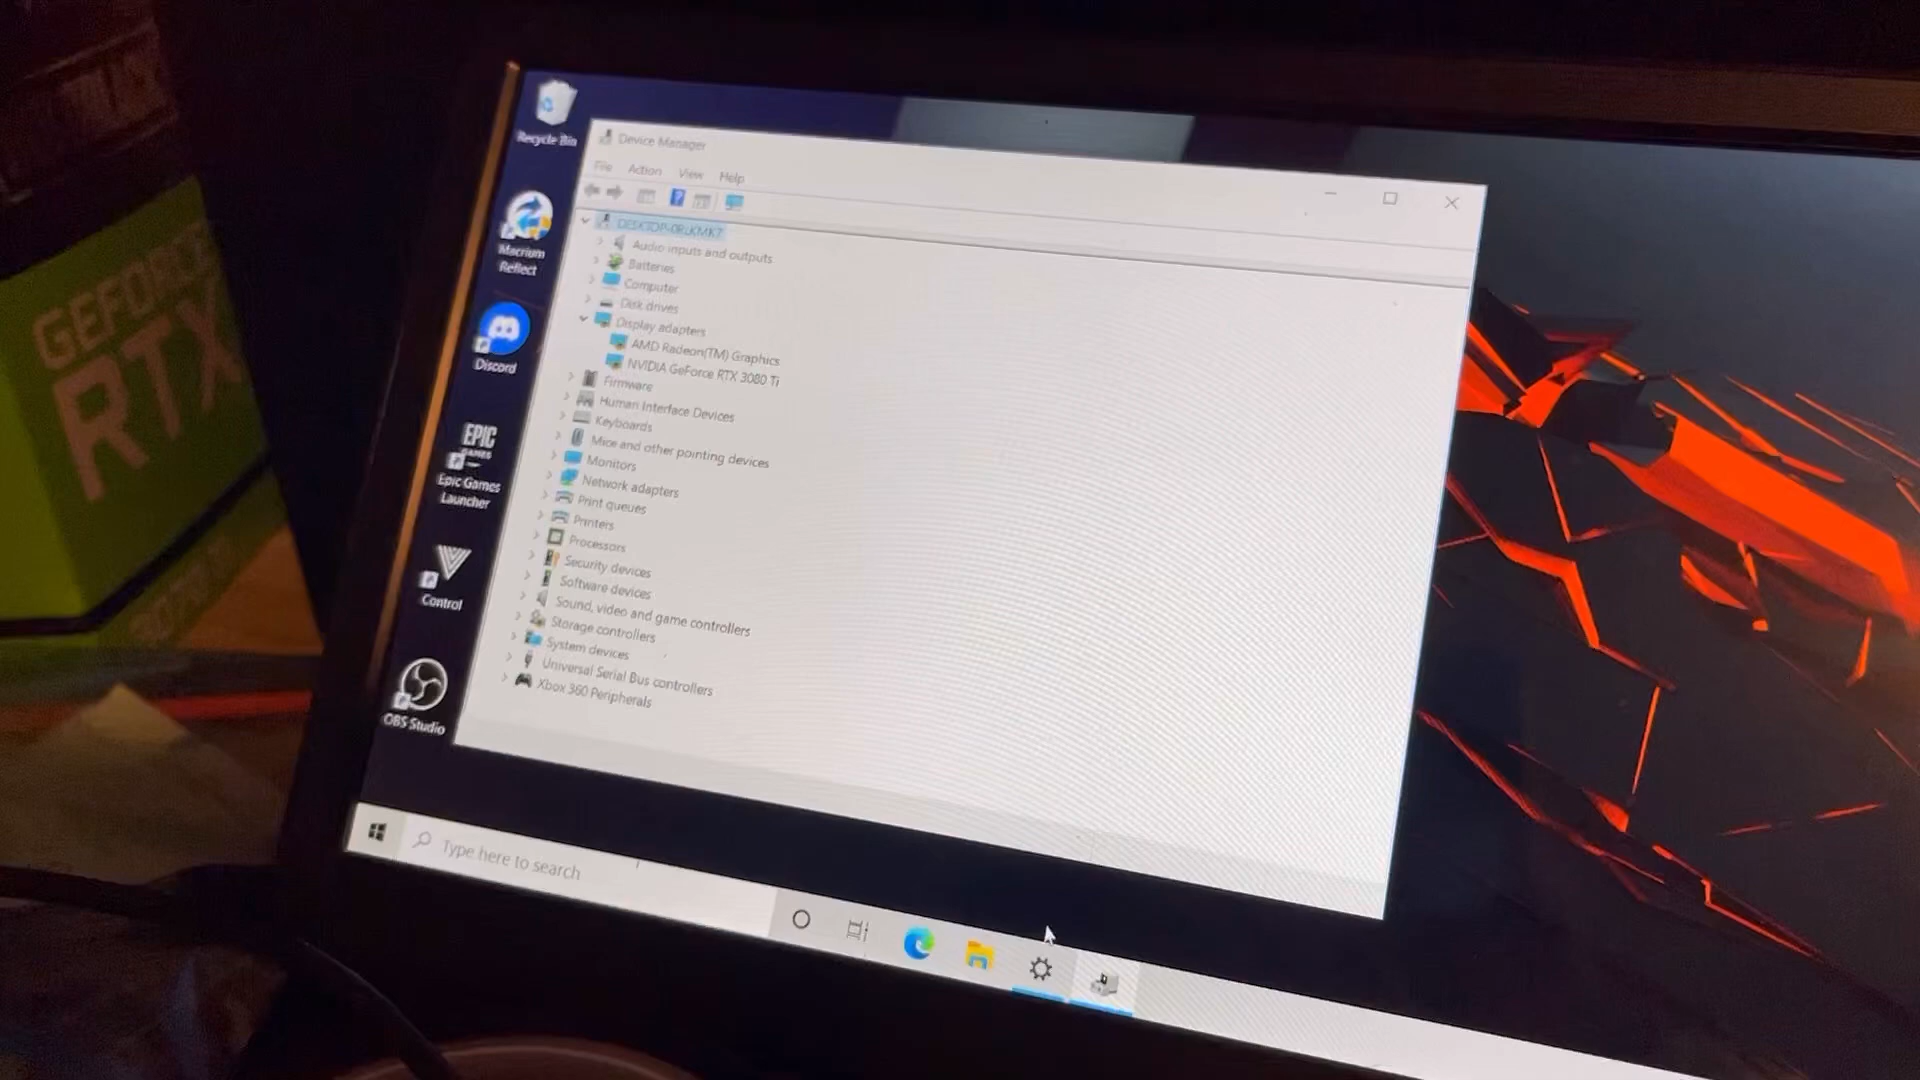 GEFORCE
RTX
Recycle Bin
Macrium
Reflect
Discord
EPIC
GAMES
Epic Games
Launcher
Control
OBS Studio
Device Manager
File Action View Help
Audio inputs and outputs
Batteries
Computer
Disk drives
Display adapters
AMD Radeon(TM) Graphics
NVIDIA GeForce RTX 3080 Ti
Firmware
Human Interface Devices
Keyboards
Mice and other pointing devices
Monitors
Network adapters
Print queues
Printers
Processors
Security devices
Software devices
Sound, video and game controllers
Storage controllers
System devices
Universal Serial Bus controllers
Xbox 360 Peripherals
Type here to search